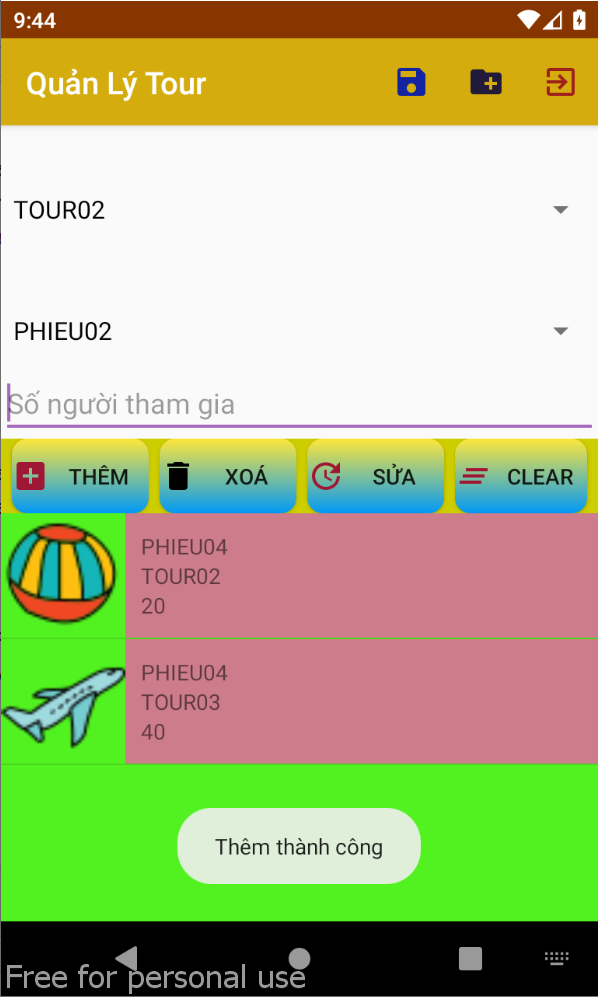 9:44
Quản Lý Tour
TOUR02
PHIEU02
Số người tham gia
THÊM XOÁ SỬA CLEAR
PHIEU04
TOUR02
20
PHIEU04
TOUR03
40
Thêm thành công
Free for personal use